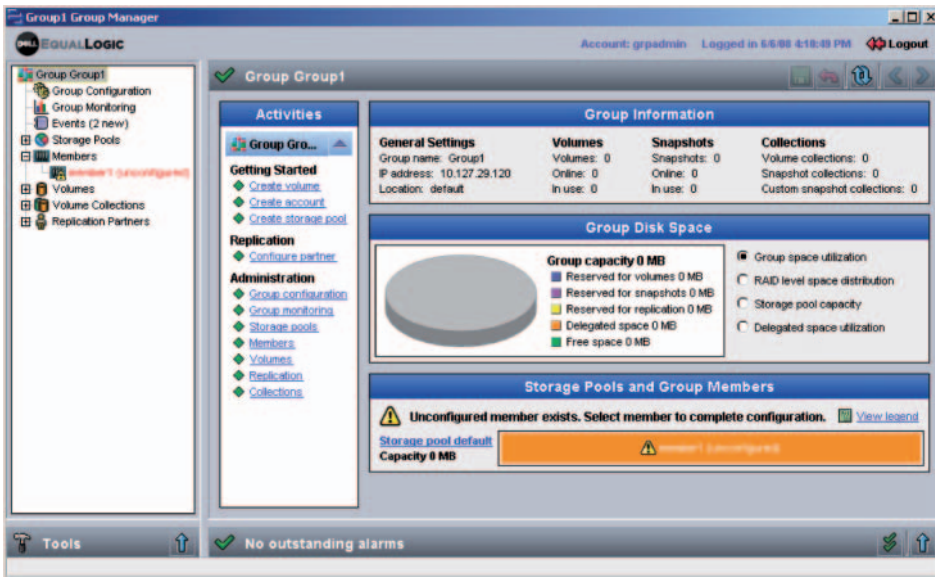 Group1 Group Manager
DELL EQUALLOGIC
Account: grpadmin Logged in 6/6/08 4:18:49 PM Logout
Group Group1
Group Configuration
Group Monitoring
Events (2 new)
Storage Pools
Members
member1 (unconfigured)
Volumes
Volume Collections
Replication Partners
Group Group1
Activities
Group Gro...
Getting Started
Create volume
Create account
Create storage pool
Replication
Configure partner
Administration
Group configuration
Group monitoring
Storage pools
Members
Volumes
Replication
Collections
Group Information
General Settings
Group name: Group1
IP address: 10.127.29.120
Location: default
Volumes
Volumes: 0
Online: 0
In use: 0
Snapshots
Snapshots: 0
Online: 0
In use: 0
Collections
Volume collections: 0
Snapshot collections: 0
Custom snapshot collections: 0
Group Disk Space
Group capacity 0 MB
Reserved for volumes 0 MB
Reserved for snapshots 0 MB
Reserved for replication 0 MB
Delegated space 0 MB
Free space 0 MB
Group space utilization
RAID level space distribution
Storage pool capacity
Delegated space utilization
Storage Pools and Group Members
Unconfigured member exists. Select member to complete configuration.
View legend
Storage pool default
Capacity 0 MB
member1 (unconfigured)
Tools
No outstanding alarms